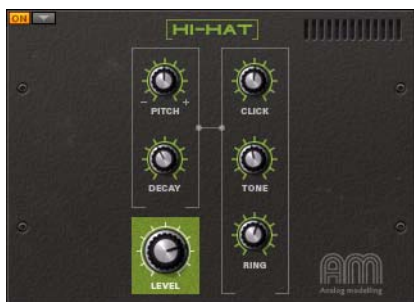 ON
HI-HAT
- +
PITCH
CLICK
DECAY
TONE
LEVEL
RING
AM
Analog modelling